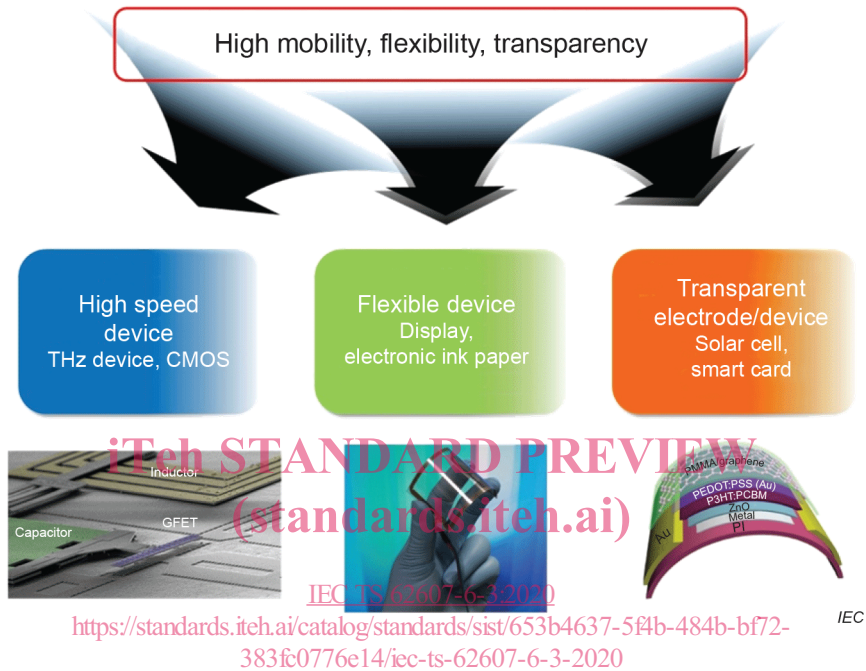 High mobility, flexibility, transparency
High speed
device
THz device, CMOS
Flexible device
Display,
electronic ink paper
Transparent
electrode/device
Solar cell,
smart card
iTeh STANDARD PREVIEW
(standards.iteh.ai)
Inductor
GFET
Capacitor
PMMA/graphene
PEDOT:PSS (Au)
P3HT:PCBM
ZnO
Metal
PI
Au
IEC TS 62607-6-3:2020
https://standards.iteh.ai/catalog/standards/sist/653b4637-5f4b-484b-bf72-
383fc0776e14/iec-ts-62607-6-3-2020
IEC